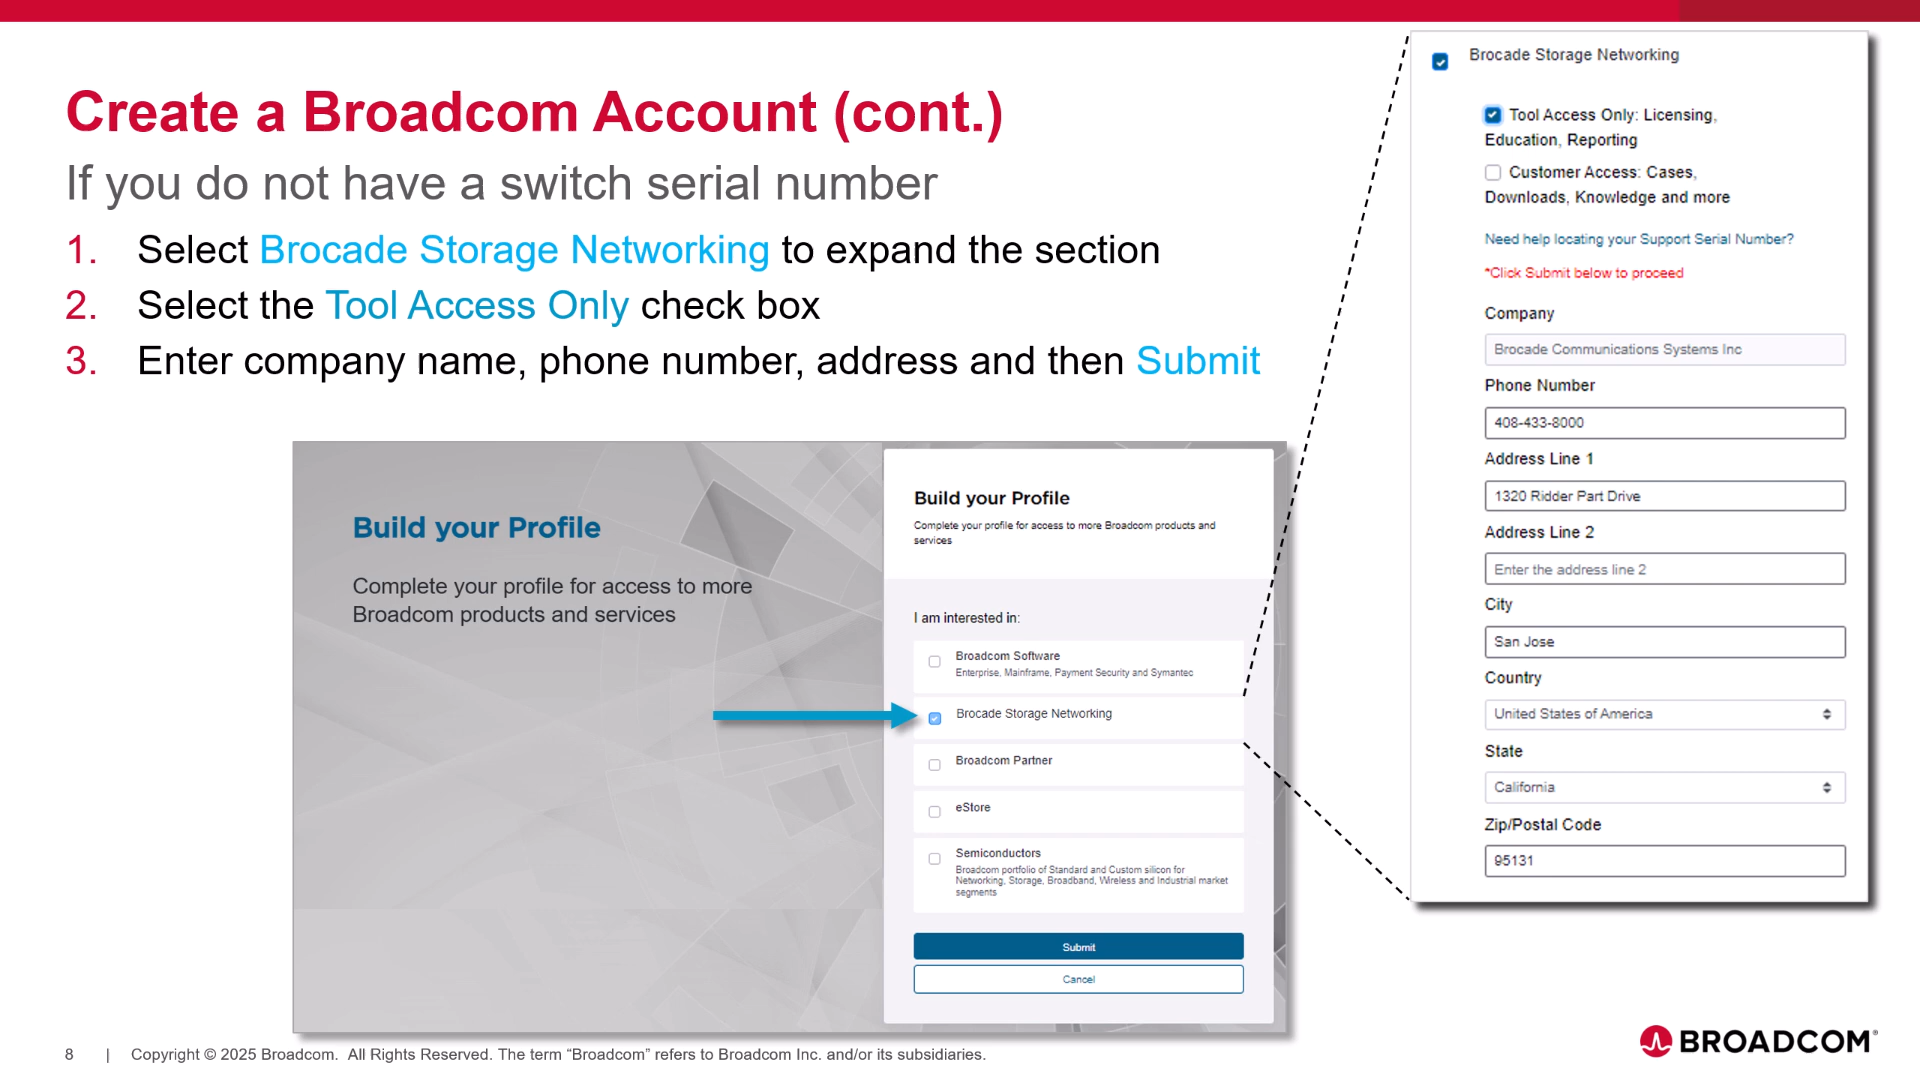 Create a Broadcom Account (cont.)
If you do not have a switch serial number
1. Select Brocade Storage Networking to expand the section
2. Select the Tool Access Only check box
3. Enter company name, phone number, address and then Submit
Build your Profile
Complete your profile for access to more
Broadcom products and services
Build your Profile
Complete your profile for access to more Broadcom products and
services
I am interested in:
Broadcom Software
Enterprise, Mainframe, Payment Security and Symantec
Brocade Storage Networking
Broadcom Partner
eStore
Semiconductors
Broadcom portfolio of Standard and Custom silicon for
Networking, Storage, Broadband, Wireless and Industrial market
segments
Submit
Cancel
Brocade Storage Networking
Tool Access Only: Licensing,
Education, Reporting
Customer Access: Cases,
Downloads, Knowledge and more
Need help locating your Support Serial Number?
*Click Submit below to proceed
Company
Brocade Communications Systems Inc
Phone Number
408-433-8000
Address Line 1
1320 Ridder Part Drive
Address Line 2
Enter the address line 2
City
San Jose
Country
United States of America
State
California
Zip/Postal Code
95131
8 | Copyright © 2025 Broadcom. All Rights Reserved. The term “Broadcom” refers to Broadcom Inc. and/or its subsidiaries.
BROADCOM®